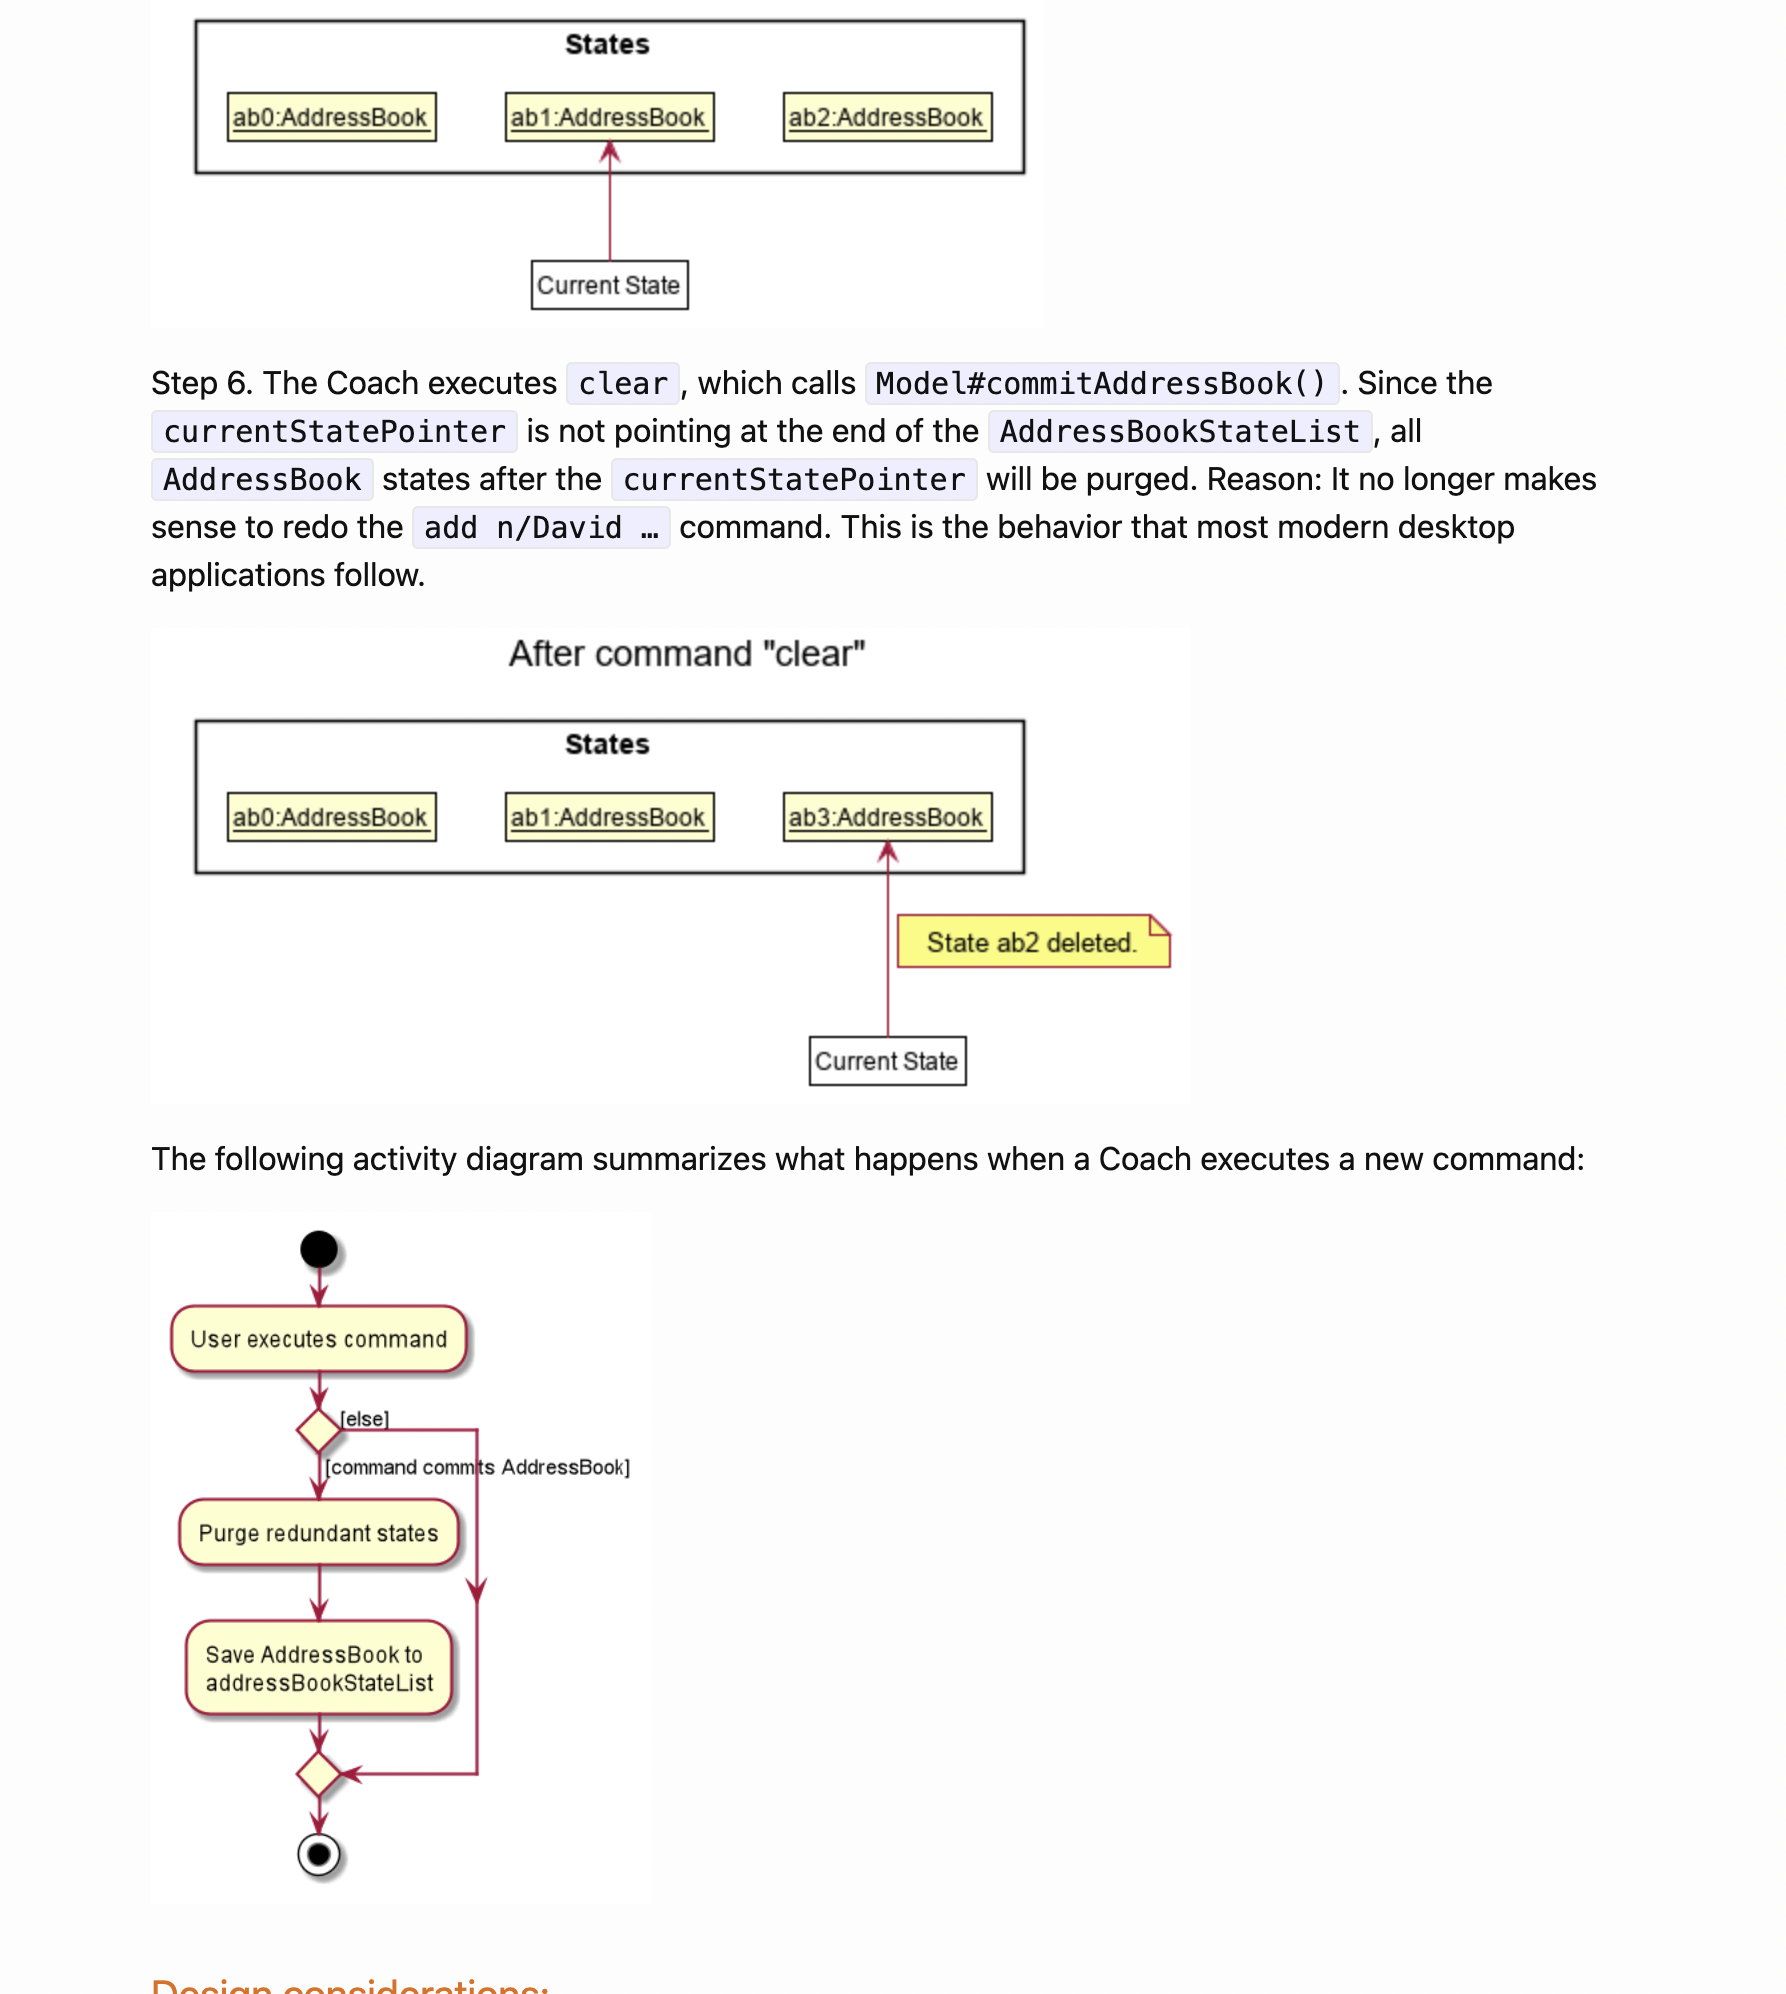 States
ab0:AddressBook ab1:AddressBook ab2:AddressBook
Current State
Step 6. The Coach executes clear, which calls Model#commitAddressBook(). Since the
currentStatePointer is not pointing at the end of the AddressBookStateList, all
AddressBook states after the currentStatePointer will be purged. Reason: It no longer makes
sense to redo the add n/David … command. This is the behavior that most modern desktop
applications follow.
After command "clear"
States
ab0:AddressBook ab1:AddressBook ab3:AddressBook
State ab2 deleted.
Current State
The following activity diagram summarizes what happens when a Coach executes a new command:
User executes command
[else]
[command commits AddressBook]
Purge redundant states
Save AddressBook to
addressBookStateList
Design considerations: